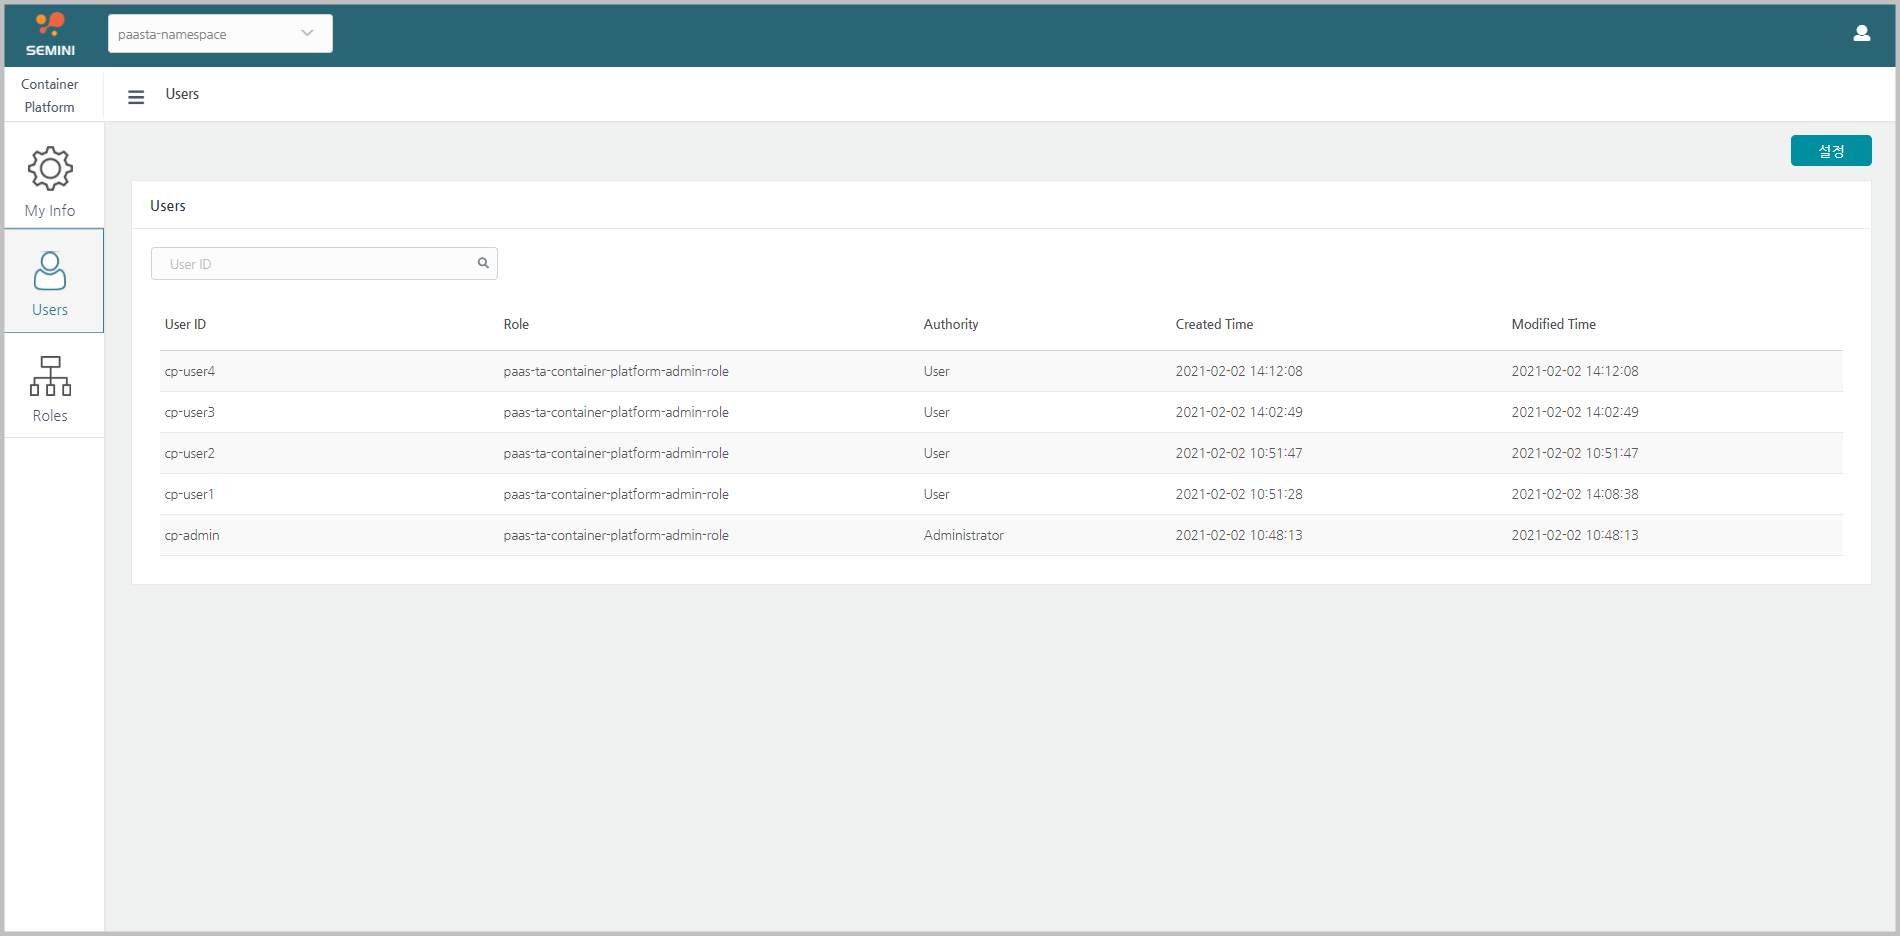 SEMINI
paasta-namespace
Container
Platform
Users
설정
My Info
Users
Roles
Users
User ID
User ID Role Authority Created Time Modified Time
cp-user4 paas-ta-container-platform-admin-role User 2021-02-02 14:12:08 2021-02-02 14:12:08
cp-user3 paas-ta-container-platform-admin-role User 2021-02-02 14:02:49 2021-02-02 14:02:49
cp-user2 paas-ta-container-platform-admin-role User 2021-02-02 10:51:47 2021-02-02 10:51:47
cp-user1 paas-ta-container-platform-admin-role User 2021-02-02 10:51:28 2021-02-02 14:08:38
cp-admin paas-ta-container-platform-admin-role Administrator 2021-02-02 10:48:13 2021-02-02 10:48:13